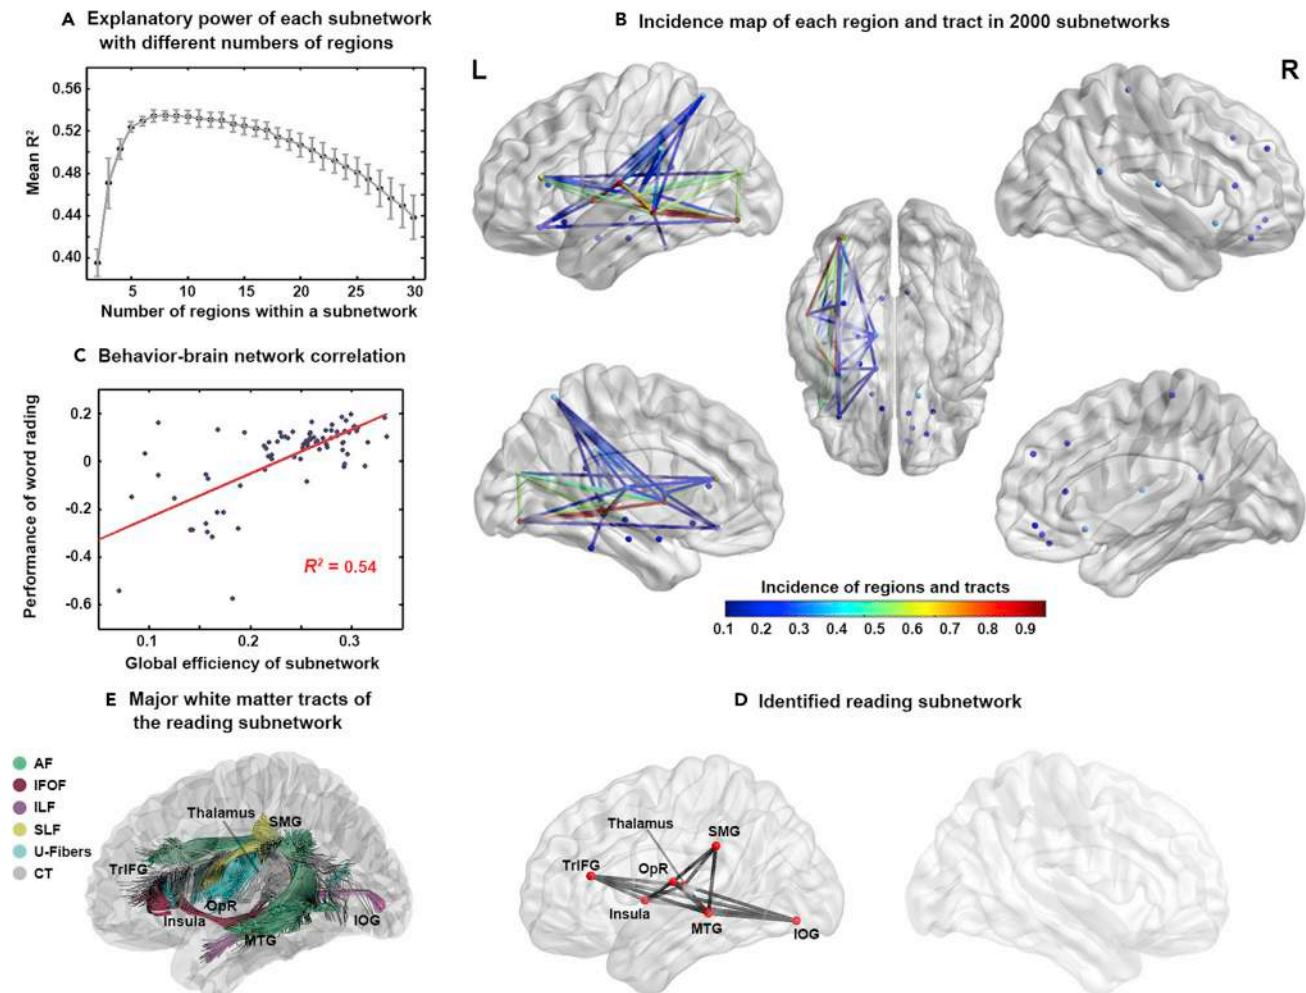 A Explanatory power of each subnetwork
with different numbers of regions
0.56
0.52
0.48
0.44
0.40
Mean R²
5 10 15 20 25 30
Number of regions within a subnetwork
B Incidence map of each region and tract in 2000 subnetworks
L
R
Incidence of regions and tracts
0.1 0.2 0.3 0.4 0.5 0.6 0.7 0.8 0.9
C Behavior-brain network correlation
0.2
0
-0.2
-0.4
-0.6
Performance of word rading
R² = 0.54
0.1 0.2 0.3
Global efficiency of subnetwork
E Major white matter tracts of
the reading subnetwork
AF
IFOF
ILF
SLF
U-Fibers
CT
Thalamus
SMG
TrIFG
OpR
Insula
MTG
IOG
D Identified reading subnetwork
Thalamus
SMG
TrIFG
OpR
Insula
MTG
IOG